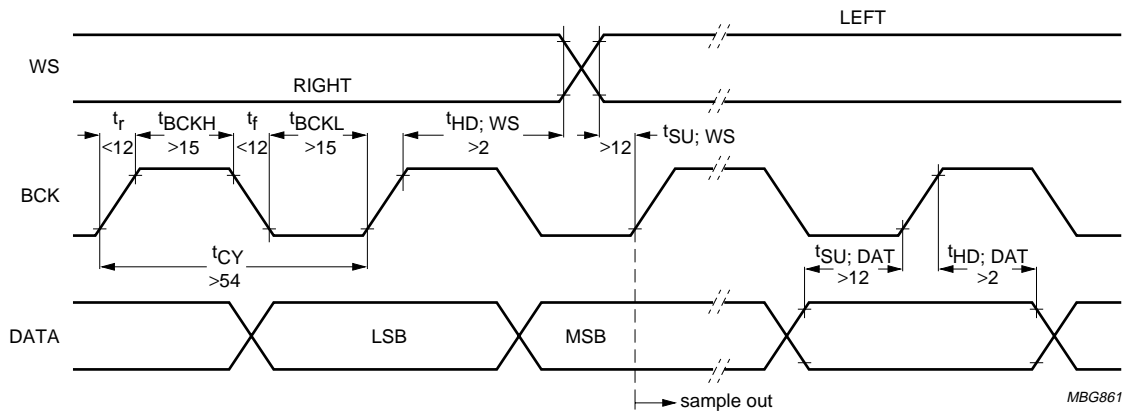 LEFT
WS
RIGHT
tr tBCKH tf tBCKL tHD; WS tSU; WS
<12 >15 <12 >15 >2 >12
BCK
tCY tSU; DAT tHD; DAT
>54 >12 >2
DATA LSB MSB
sample out
MBG861